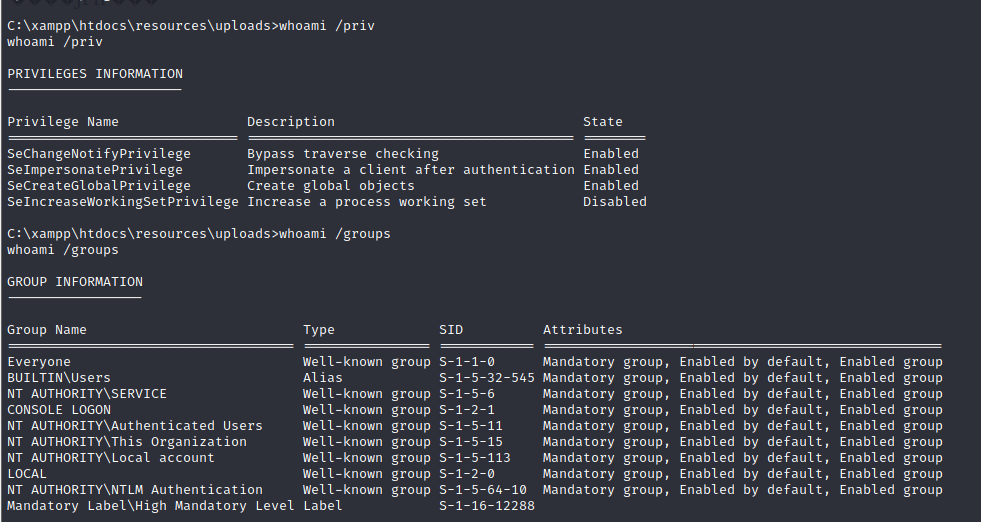 C:\xampp\htdocs\resources\uploads>whoami /priv
whoami /priv
PRIVILEGES INFORMATION
Privilege Name Description State
SeChangeNotifyPrivilege Bypass traverse checking Enabled
SeImpersonatePrivilege Impersonate a client after authentication Enabled
SeCreateGlobalPrivilege Create global objects Enabled
SeIncreaseWorkingSetPrivilege Increase a process working set Disabled
C:\xampp\htdocs\resources\uploads>whoami /groups
whoami /groups
GROUP INFORMATION
Group Name Type SID Attributes
Everyone Well-known group S-1-1-0 Mandatory group, Enabled by default, Enabled group
BUILTIN\Users Alias S-1-5-32-545 Mandatory group, Enabled by default, Enabled group
NT AUTHORITY\SERVICE Well-known group S-1-5-6 Mandatory group, Enabled by default, Enabled group
CONSOLE LOGON Well-known group S-1-2-1 Mandatory group, Enabled by default, Enabled group
NT AUTHORITY\Authenticated Users Well-known group S-1-5-11 Mandatory group, Enabled by default, Enabled group
NT AUTHORITY\This Organization Well-known group S-1-5-15 Mandatory group, Enabled by default, Enabled group
NT AUTHORITY\Local account Well-known group S-1-5-113 Mandatory group, Enabled by default, Enabled group
LOCAL Well-known group S-1-2-0 Mandatory group, Enabled by default, Enabled group
NT AUTHORITY\NTLM Authentication Well-known group S-1-5-64-10 Mandatory group, Enabled by default, Enabled group
Mandatory Label\High Mandatory Level Label S-1-16-12288